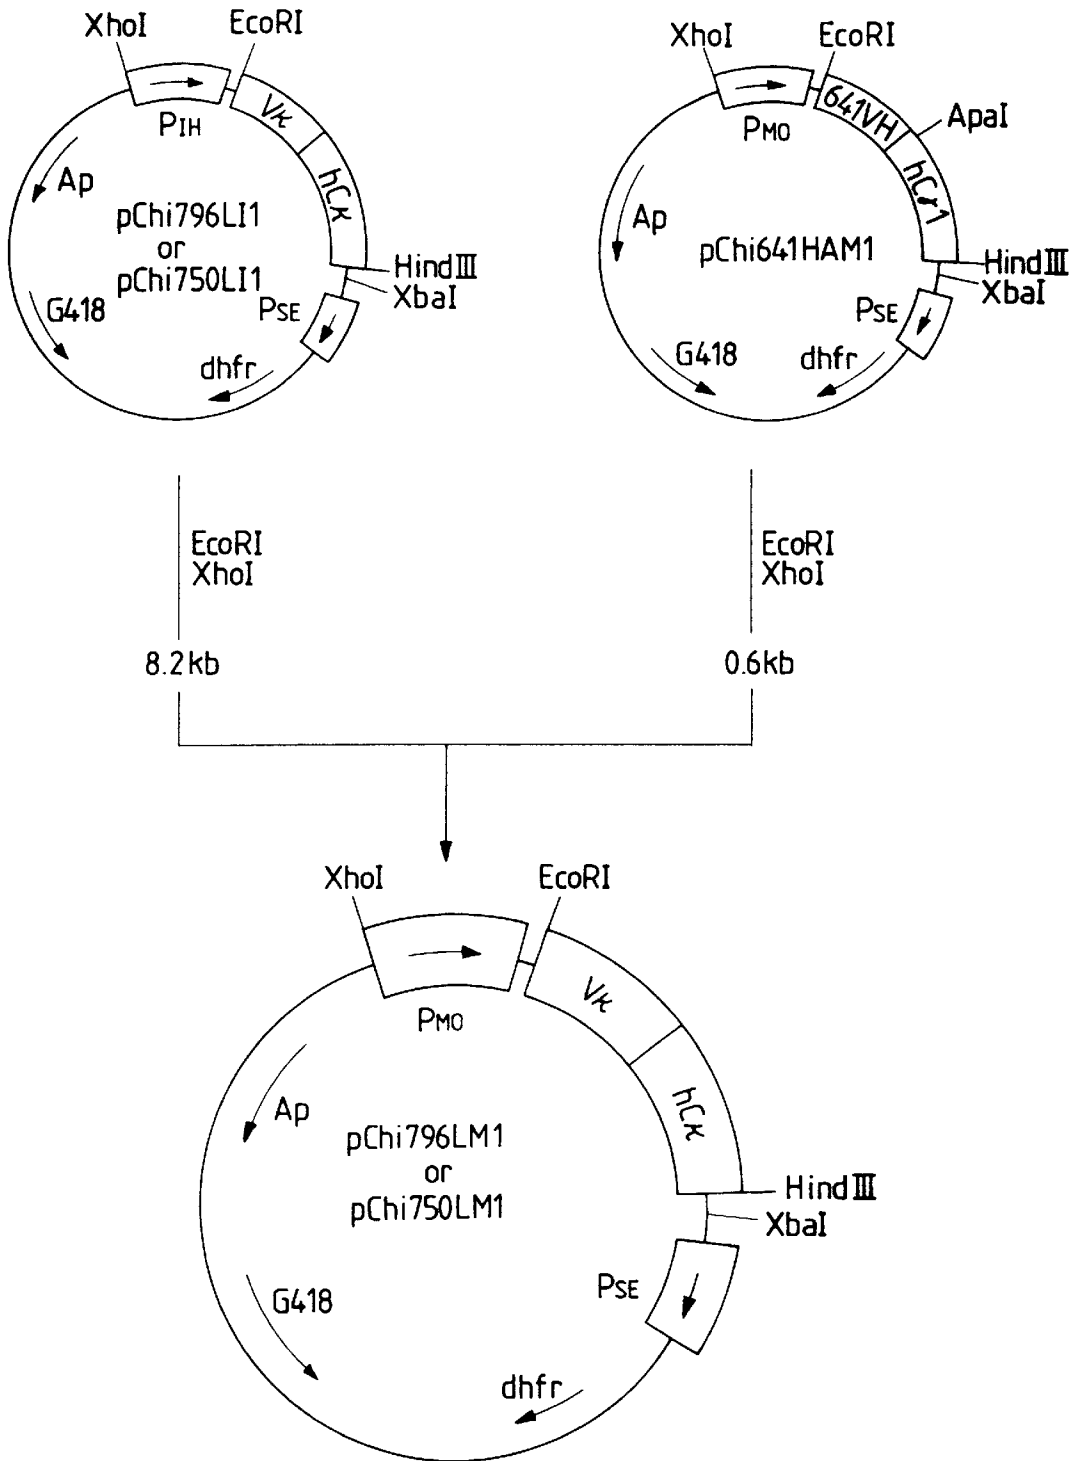 XhoI
EcoRI
PIH
Vκ
hCκ
Ap
pChi796LI1
or
pChi750LI1
HindIII
XbaI
G418
PSE
dhfr
XhoI
EcoRI
PMO
641VH
ApaI
hCγ1
Ap
pChi641HAM1
HindIII
XbaI
PSE
G418
dhfr
EcoRI
XhoI
8.2kb
EcoRI
XhoI
0.6kb
XhoI
EcoRI
PMO
Vκ
hCκ
Ap
pChi796LM1
or
pChi750LM1
HindIII
XbaI
PSE
G418
dhfr